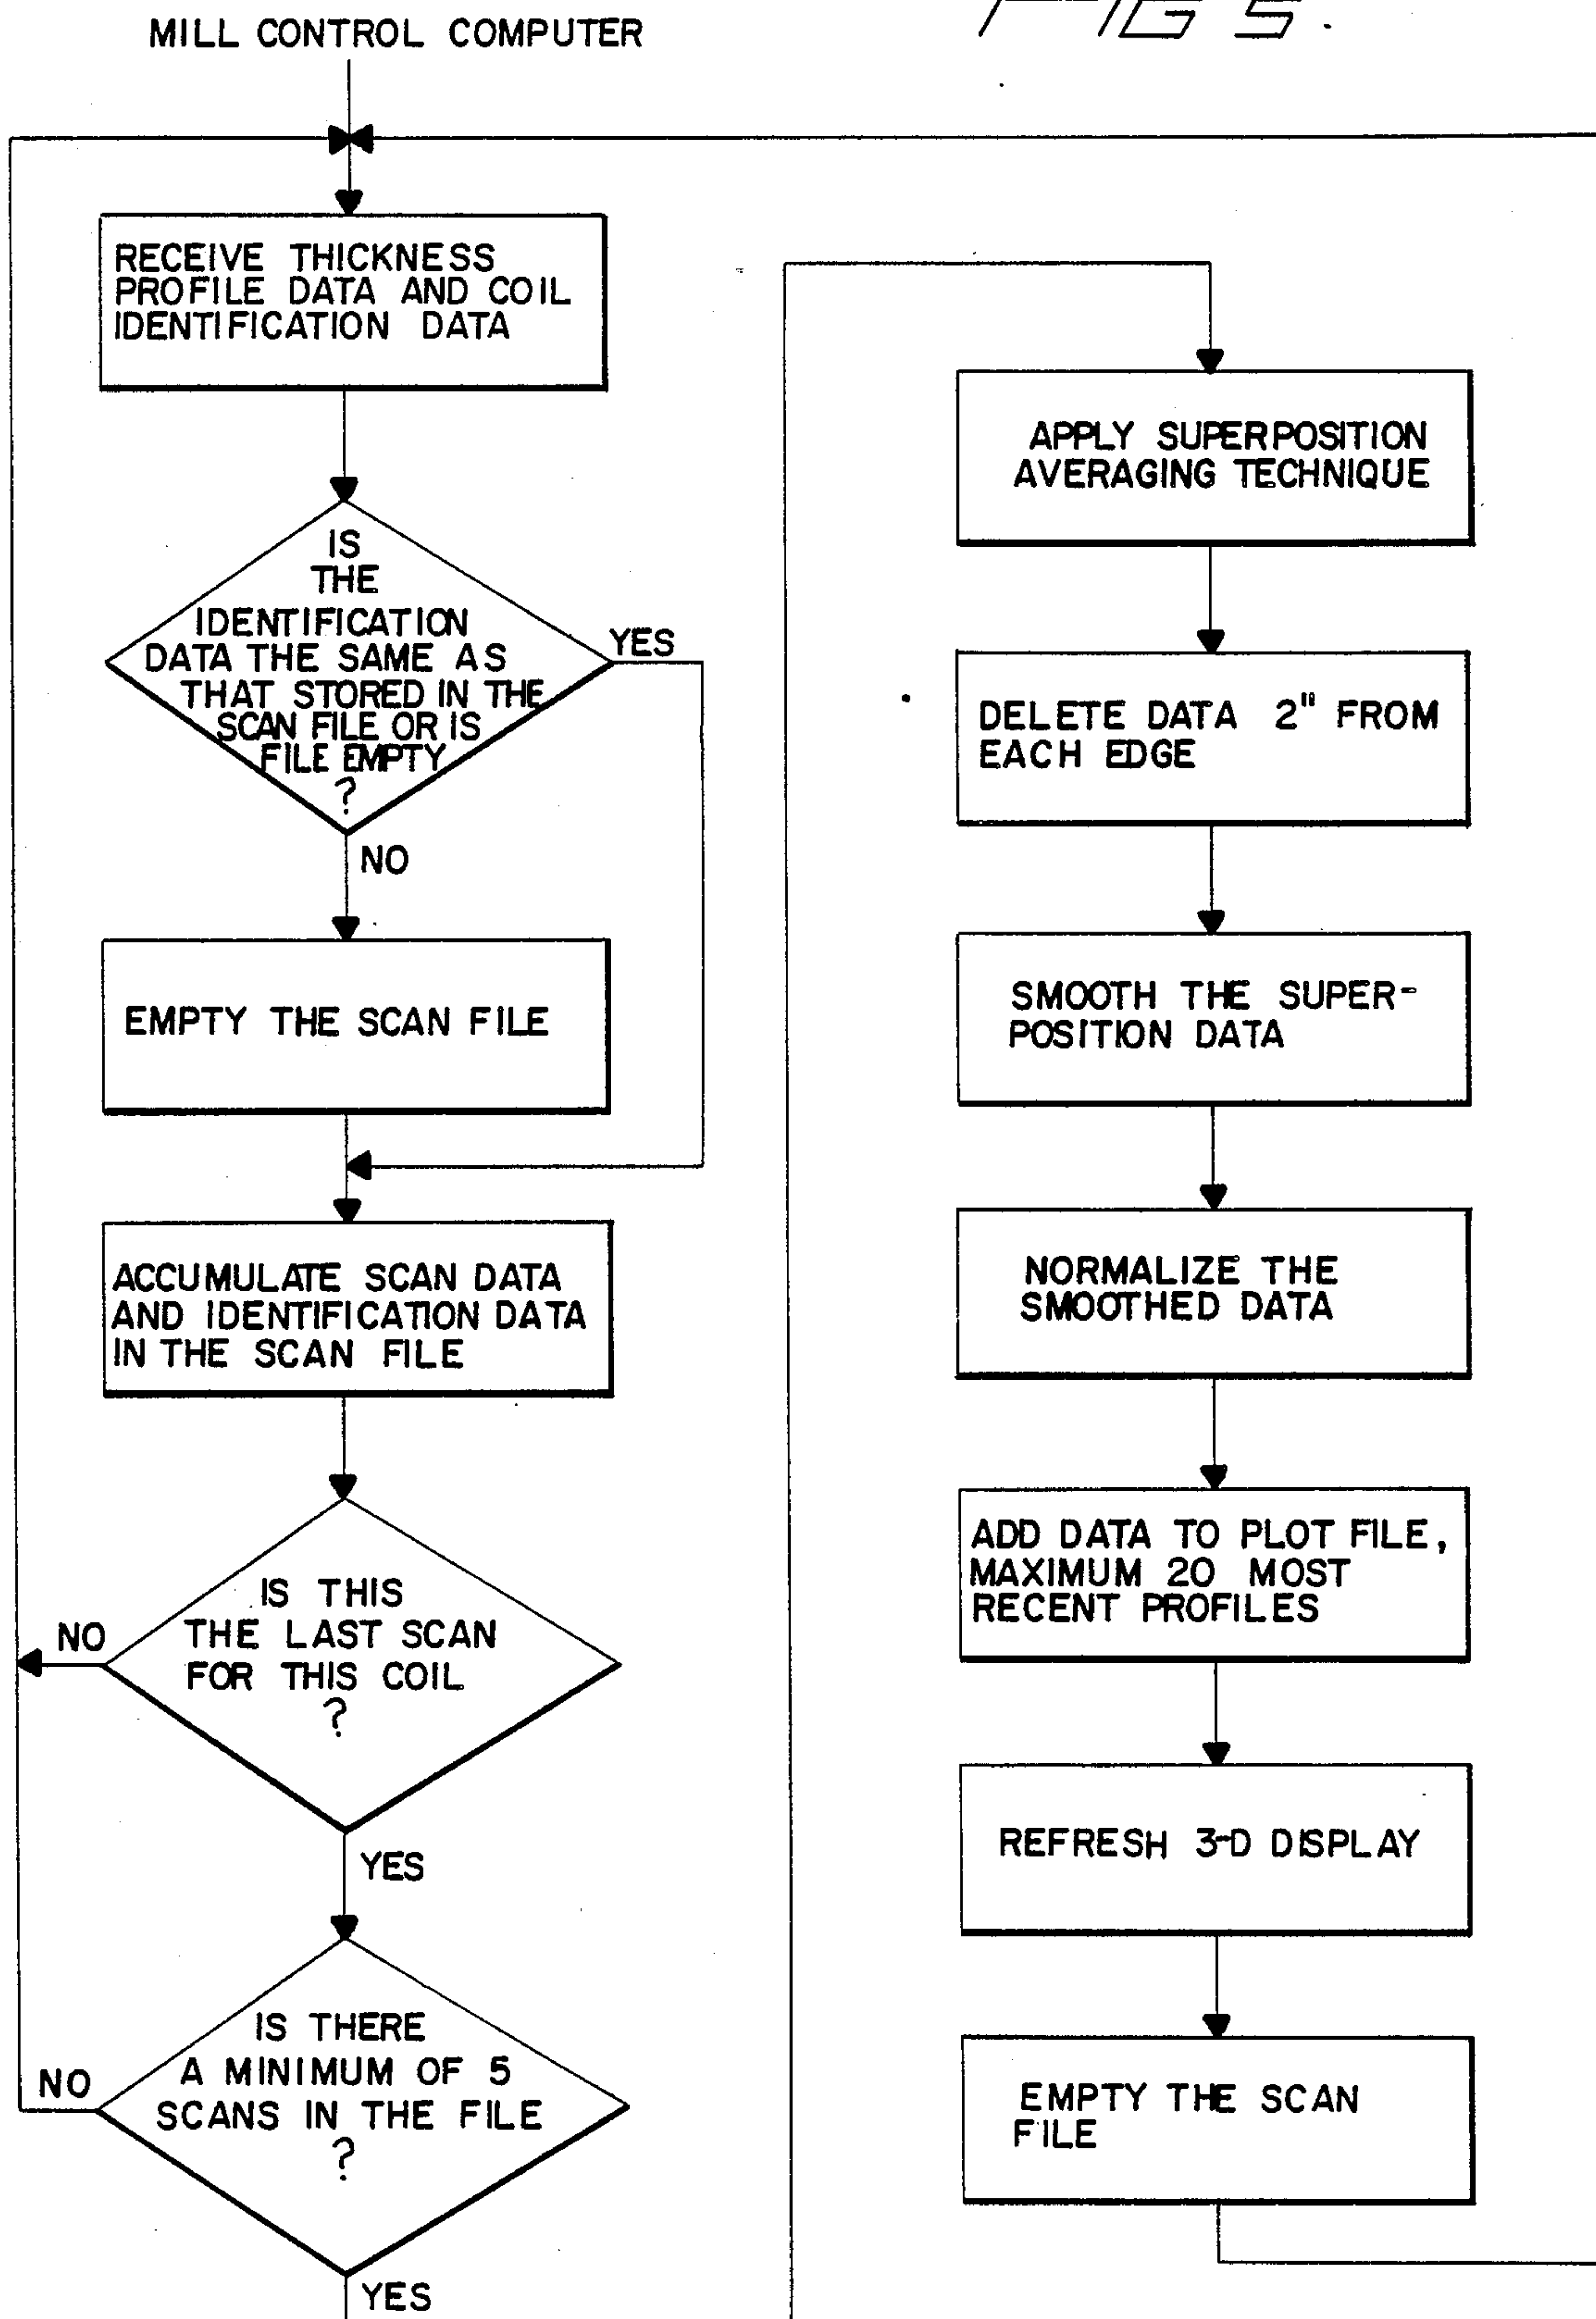 FIG 5.
MILL CONTROL COMPUTER
RECEIVE THICKNESS
PROFILE DATA AND COIL
IDENTIFICATION DATA
IS
THE
IDENTIFICATION
DATA THE SAME AS
THAT STORED IN THE
SCAN FILE OR IS
FILE EMPTY
?
YES
NO
EMPTY THE SCAN FILE
ACCUMULATE SCAN DATA
AND IDENTIFICATION DATA
IN THE SCAN FILE
IS THIS
THE LAST SCAN
FOR THIS COIL
?
NO
YES
IS THERE
A MINIMUM OF 5
SCANS IN THE FILE
?
NO
YES
APPLY SUPERPOSITION
AVERAGING TECHNIQUE
DELETE DATA 2" FROM
EACH EDGE
SMOOTH THE SUPER-
POSITION DATA
NORMALIZE THE
SMOOTHED DATA
ADD DATA TO PLOT FILE,
MAXIMUM 20 MOST
RECENT PROFILES
REFRESH 3-D DISPLAY
EMPTY THE SCAN
FILE